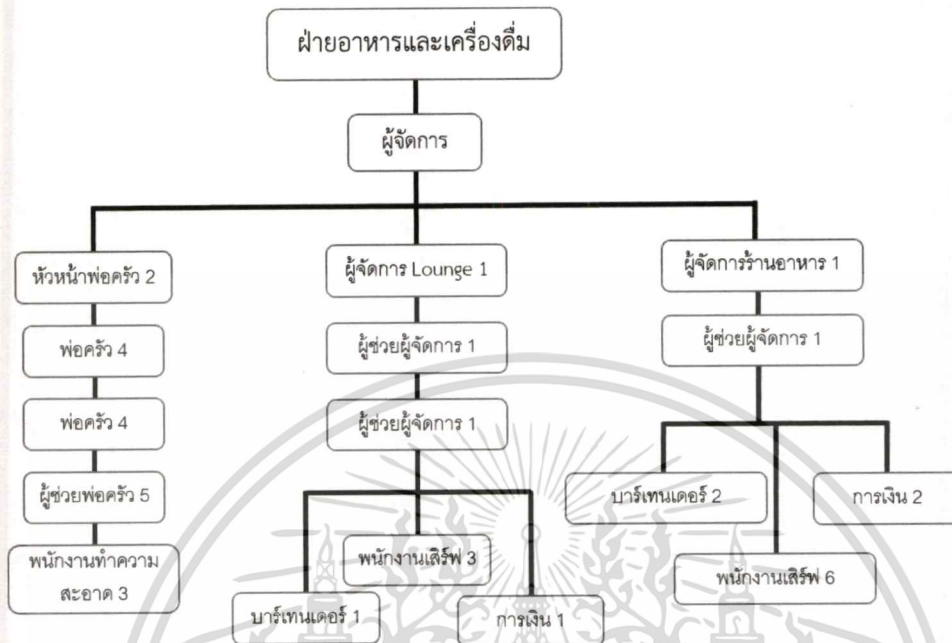 ฝ่ายอาหารและเครื่องดื่ม
ผู้จัดการ
หัวหน้าพ่อครัว 2
ผู้จัดการ Lounge 1
ผู้จัดการร้านอาหาร 1
พ่อครัว 4
ผู้ช่วยผู้จัดการ 1
ผู้ช่วยผู้จัดการ 1
พ่อครัว 4
ผู้ช่วยผู้จัดการ 1
ผู้ช่วยพ่อครัว 5
บาร์เทนเดอร์ 2
การเงิน 2
พนักงานทำความ
สะอาด 3
พนักงานเสิร์ฟ 3
พนักงานเสิร์ฟ 6
บาร์เทนเดอร์ 1
การเงิน 1